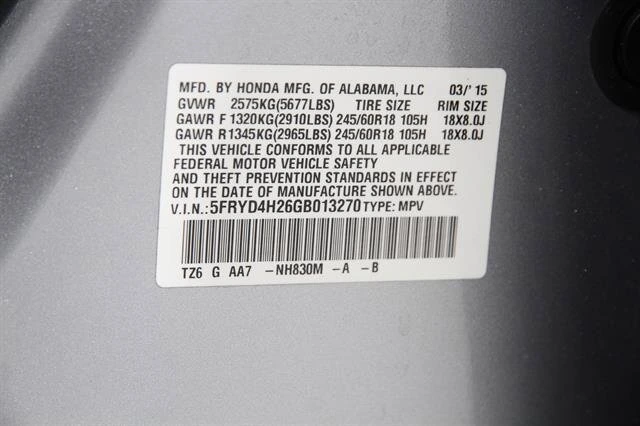 MFD. BY HONDA MFG. OF ALABAMA, LLC 03/'15
GVWR 2575KG(5677LBS) TIRE SIZE RIM SIZE
GAWR F 1320KG(2910LBS) 245/60R18 105H 18X8.0J
GAWR R 1345KG(2965LBS) 245/60R18 105H 18X8.0J
THIS VEHICLE CONFORMS TO ALL APPLICABLE
FEDERAL MOTOR VEHICLE SAFETY
AND THEFT PREVENTION STANDARDS IN EFFECT
ON THE DATE OF MANUFACTURE SHOWN ABOVE.
V.I.N.: 5FRYD4H26GB013270 TYPE: MPV
TZ6 G AA7 -NH830M -A -B